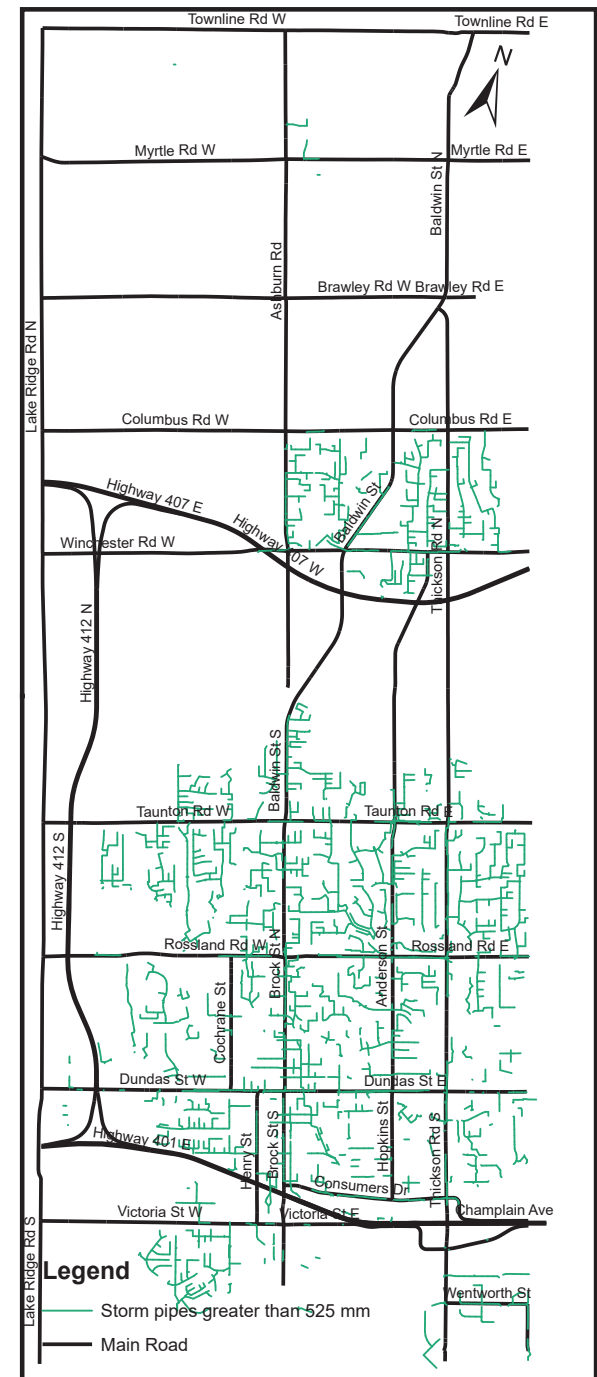 Townline Rd W
Townline Rd E
N
Myrtle Rd W
Myrtle Rd E
Baldwin St N
Ashburn Rd
Brawley Rd W
Brawley Rd E
Lake Ridge Rd N
Columbus Rd W
Columbus Rd E
Highway 407 E
Baldwin St
Highway 407 W
Winchester Rd W
Thickson Rd N
Highway 412 N
Baldwin St S
Taunton Rd W
Taunton Rd E
Highway 412 S
Rossland Rd W
Brock St N
Anderson St
Rossland Rd E
Cochrane St
Dundas St W
Dundas St E
Highway 401 E
Henry St
Brock St S
Hopkins St
Thickson Rd S
Consumers Dr
Victoria St W
Victoria St E
Champlain Ave
Lake Ridge Rd S
Legend
Wentworth St
Storm pipes greater than 525 mm
Main Road